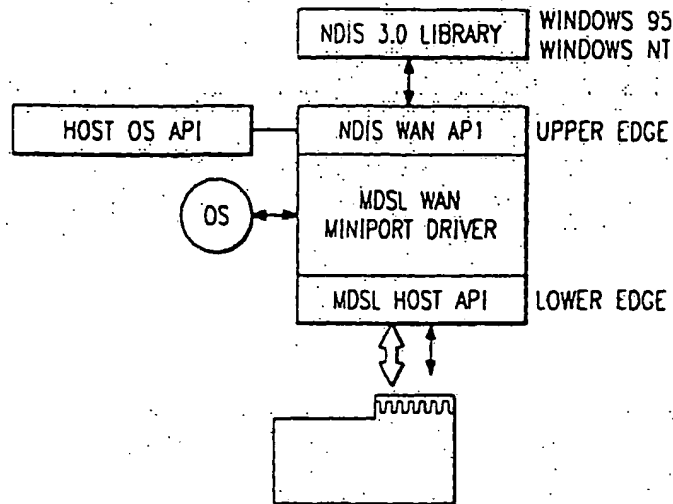 NDIS 3.0 LIBRARY
WINDOWS 95
WINDOWS NT
HOST OS API
NDIS WAN API
UPPER EDGE
OS
MDSL WAN
MINIPORT DRIVER
MDSL HOST API
LOWER EDGE